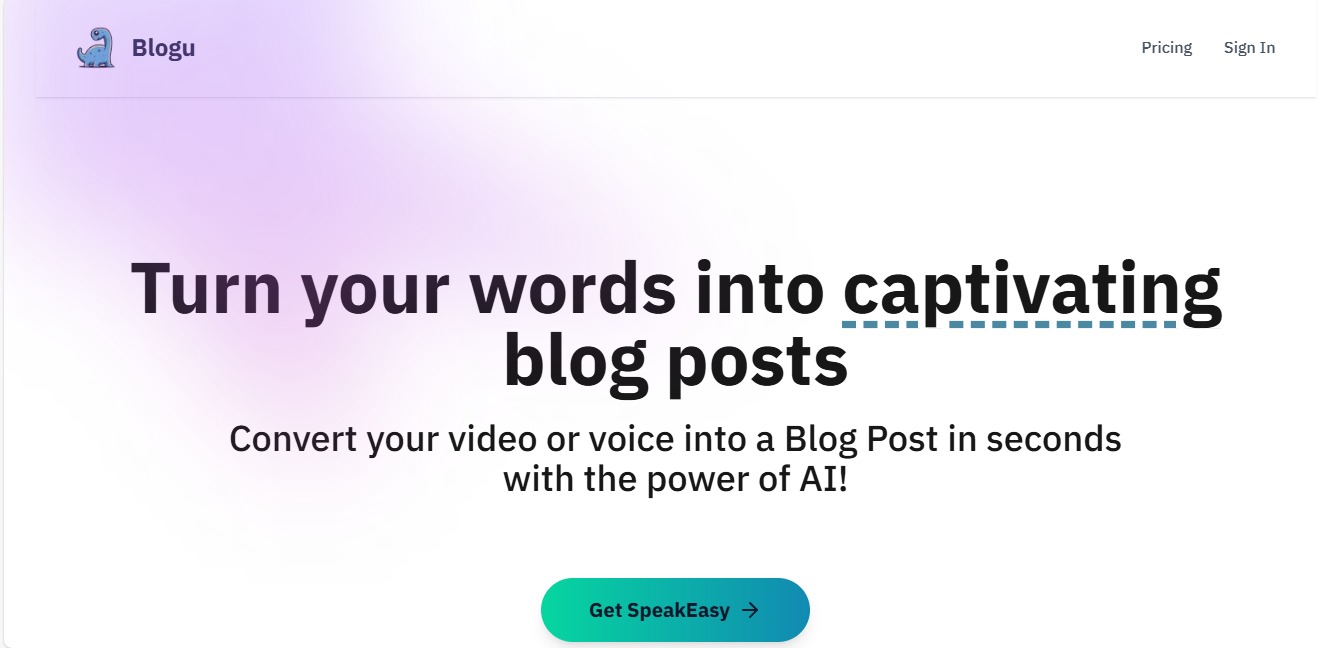 Blogu
Pricing
Sign In
Turn your words into captivating
blog posts
Convert your video or voice into a Blog Post in seconds
with the power of AI!
Get SpeakEasy →